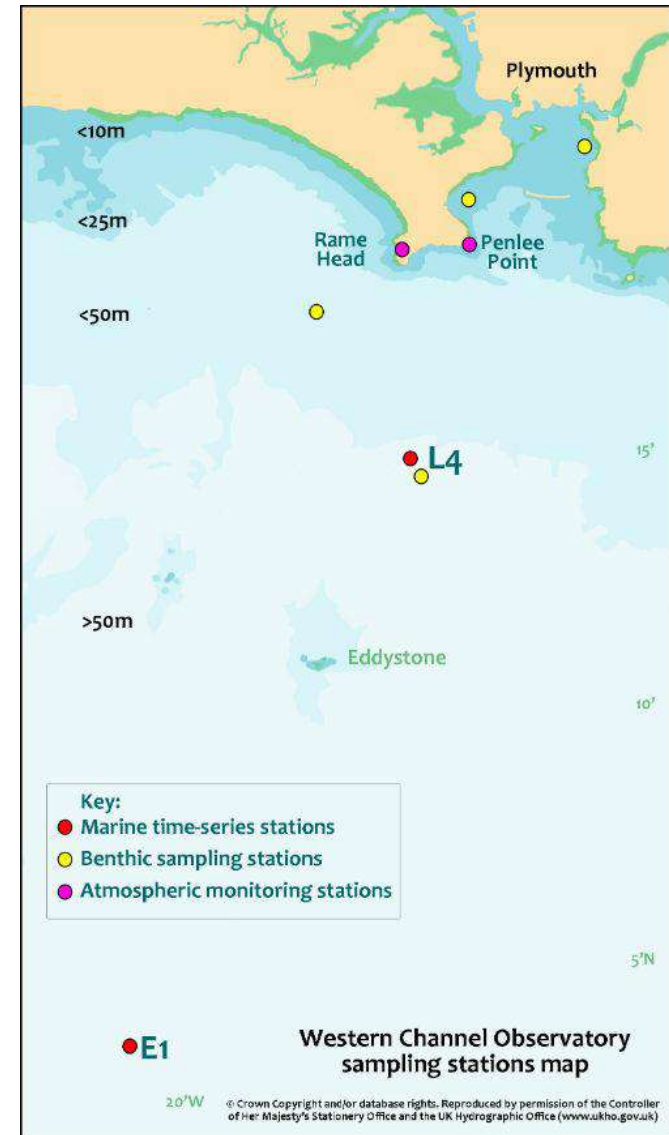 Plymouth
<10m
<25m
Rame
Head
Penlee
Point
<50m
15'
L4
>50m
Eddystone
10'
Key:
Marine time-series stations
Benthic sampling stations
Atmospheric monitoring stations
5'N
E1
Western Channel Observatory
sampling stations map
20'W
© Crown Copyright and/or database rights. Reproduced by permission of the Controller
of Her Majesty's Stationery Office and the UK Hydrographic Office (www.ukho.gov.uk)